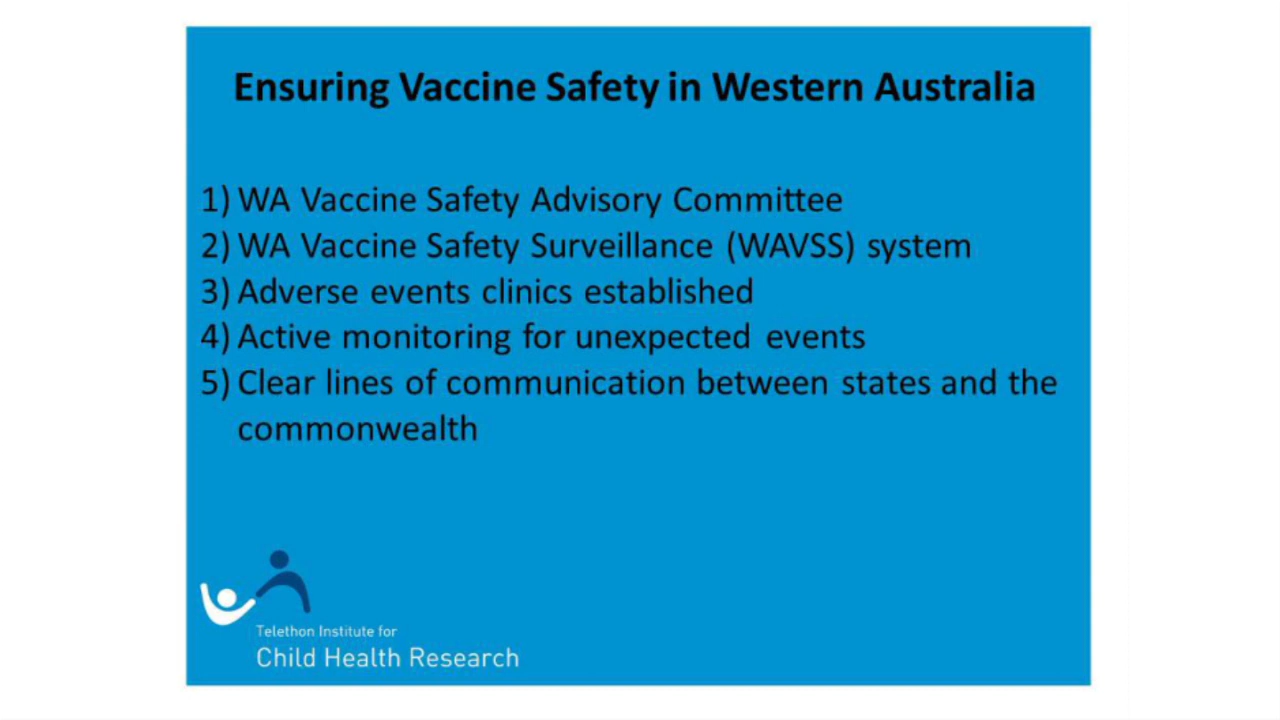 Ensuring Vaccine Safety in Western Australia
1) WA Vaccine Safety Advisory Committee
2) WA Vaccine Safety Surveillance (WAVSS) system
3) Adverse events clinics established
4) Active monitoring for unexpected events
5) Clear lines of communication between states and the
commonwealth
Telethon Institute for
Child Health Research